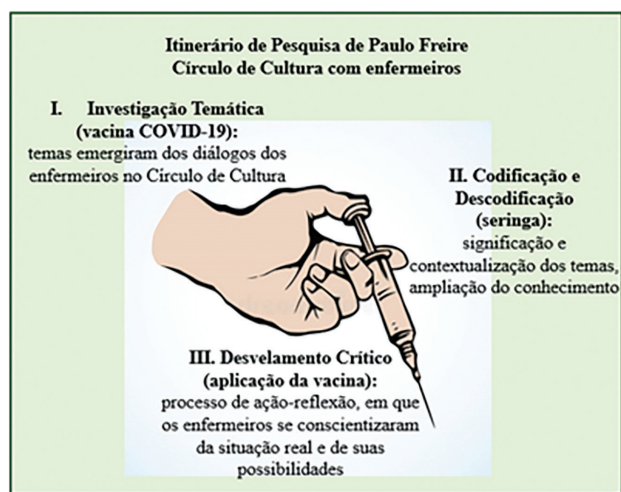 Itinerário de Pesquisa de Paulo Freire
Círculo de Cultura com enfermeiros
I. Investigação Temática
(vacina COVID-19):
temas emergiram dos diálogos dos
enfermeiros no Círculo de Cultura
II. Codificação e
Descodificação
(seringa):
significação e
contextualização dos temas,
ampliação do conhecimento
III. Desvelamento Crítico
(aplicação da vacina):
processo de ação-reflexão, em que
os enfermeiros se conscientizaram
da situação real e de suas
possibilidades